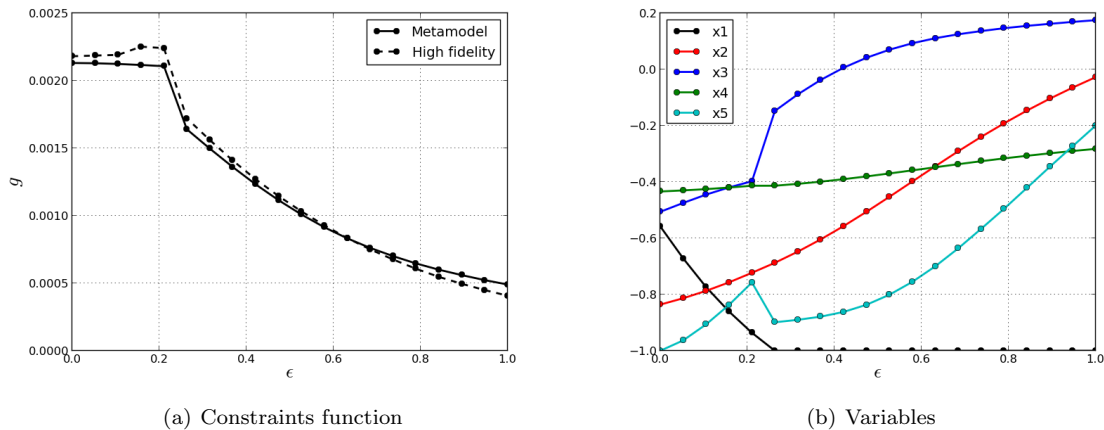 0.0025
0.0020
0.0015
0.0010
0.0005
0.0000
g
0.0 0.2 0.4 0.6 0.8 1.0
ϵ
Metamodel
High fidelity
(a) Constraints function
0.2
0.0
−0.2
−0.4
−0.6
−0.8
−1.0
0.0 0.2 0.4 0.6 0.8 1.0
ϵ
x1
x2
x3
x4
x5
(b) Variables